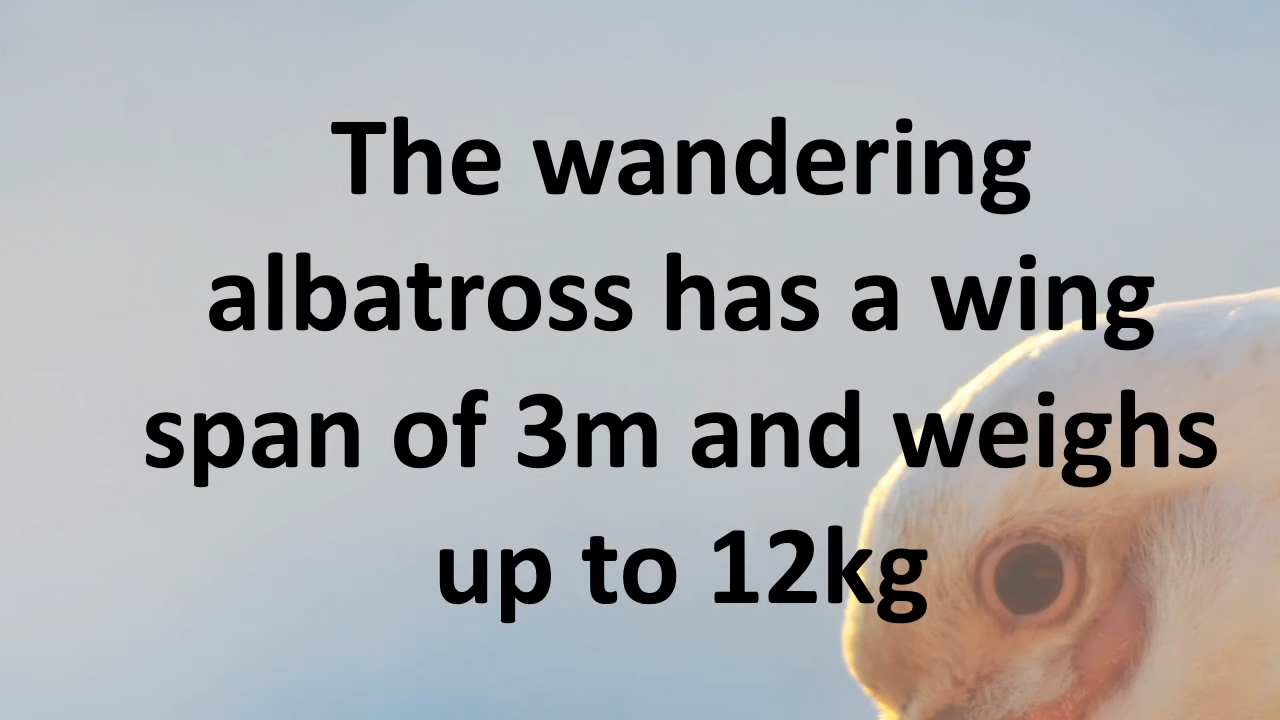 The wandering
albatross has a wing
span of 3m and weighs
up to 12kg